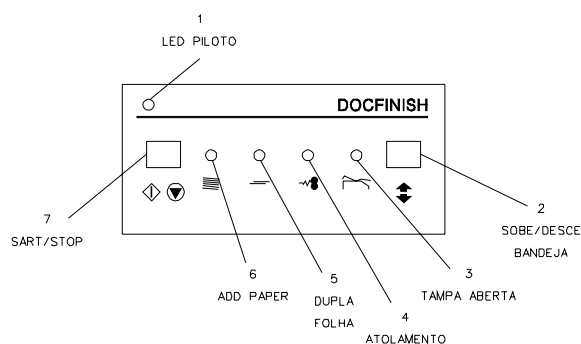 1
LED PILOTO
DOCFINISH
7
SART/STOP
2
SOBE/DESCE
BANDEJA
6
ADD PAPER
5
DUPLA
FOLHA
4
ATOLAMENTO
3
TAMPA ABERTA